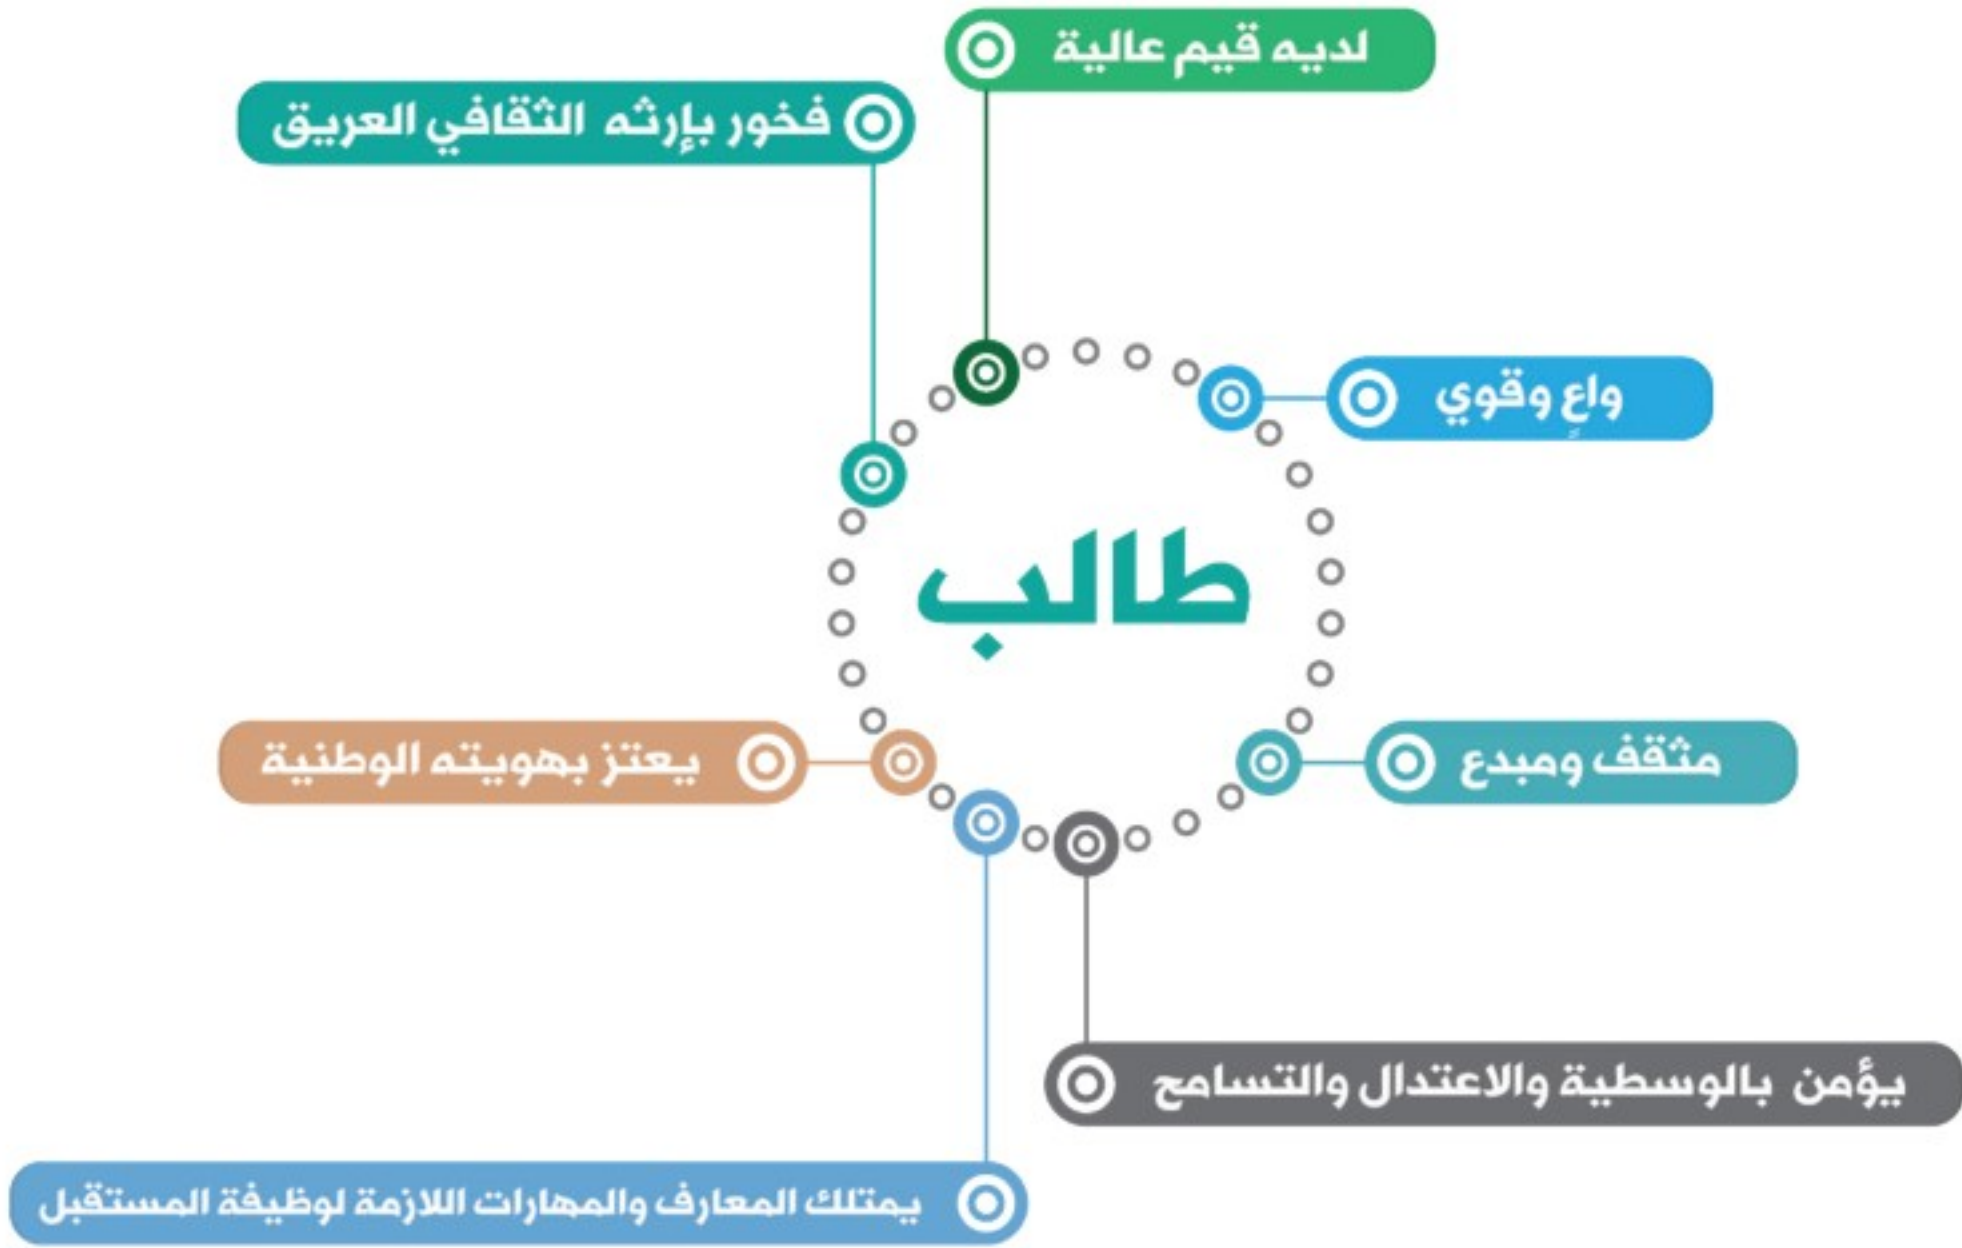 لديه قيم عالية
فخور بإرثه الثقافي العريق
واعٍ وقوي
طالب
يعتز بهويته الوطنية
مثقف ومبدع
يؤمن بالوسطية والاعتدال والتسامح
يمتلك المعارف والمهارات اللازمة لوظيفة المستقبل